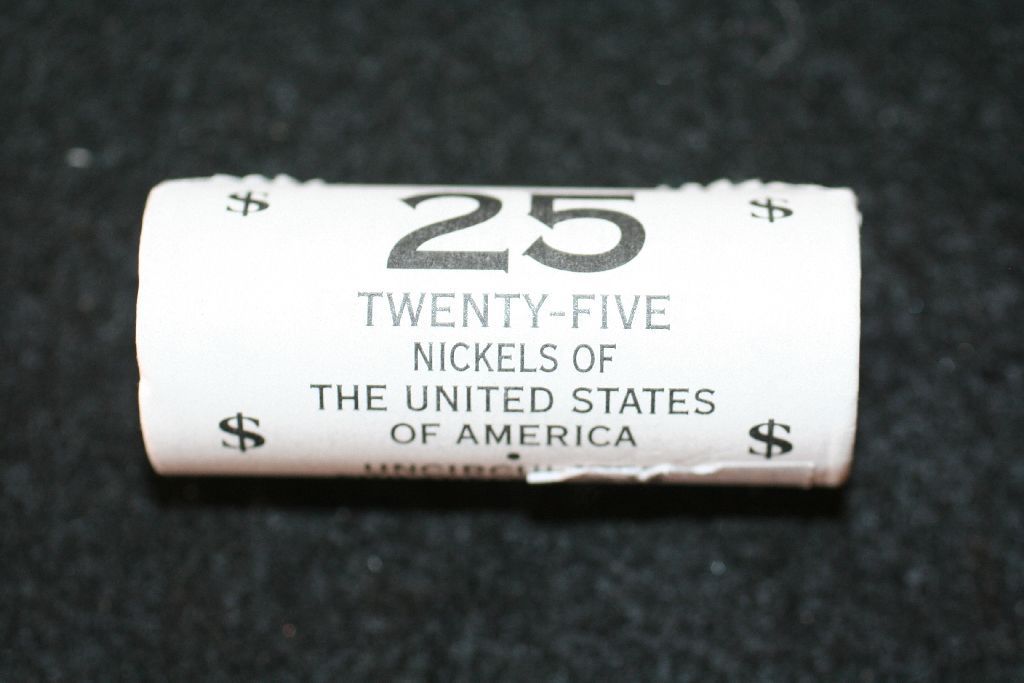 $ 25 $
TWENTY-FIVE
NICKELS OF
THE UNITED STATES
$ OF AMERICA $